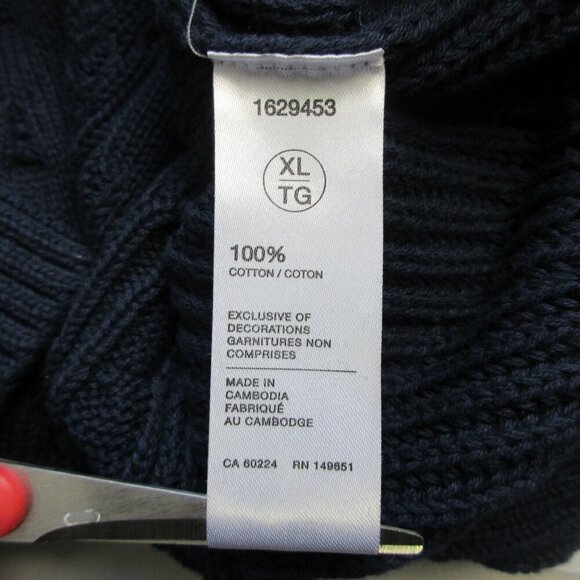 1629453
XL
TG
100%
COTTON / COTON
EXCLUSIVE OF
DECORATIONS
GARNITURES NON
COMPRISES
MADE IN
CAMBODIA
FABRIQUÉ
AU CAMBODGE
CA 60224 RN 149651